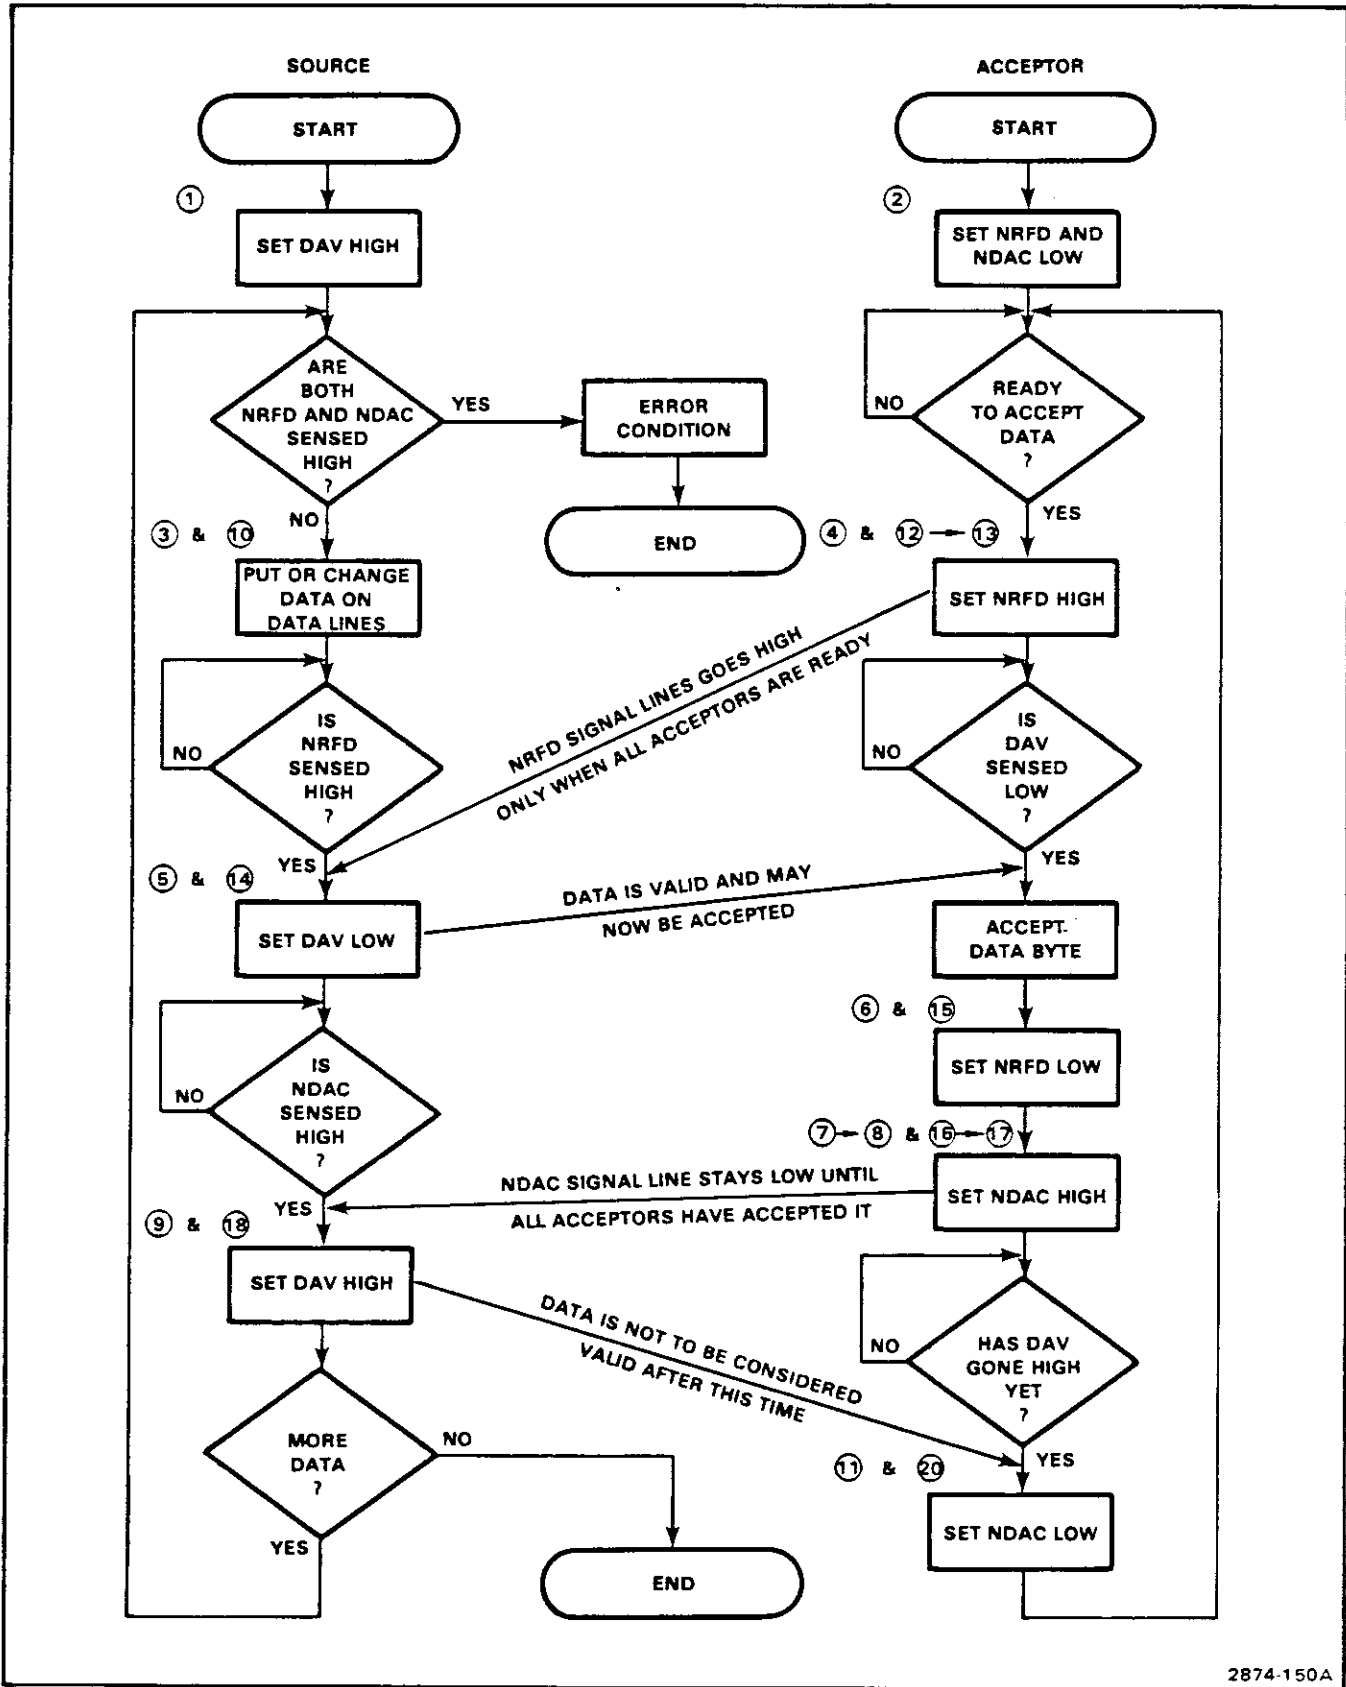 SOURCE
START
①
SET DAV HIGH
ARE
BOTH
NRFD AND NDAC
SENSED
HIGH
?
YES
ERROR
CONDITION
END
NO
③ & ⑩
PUT OR CHANGE
DATA ON
DATA LINES
IS
NRFD
SENSED
HIGH
?
NO
YES
⑤ & ⑭
SET DAV LOW
IS
NDAC
SENSED
HIGH
?
NO
YES
⑨ & ⑱
SET DAV HIGH
MORE
DATA
?
NO
YES
END
NRFD SIGNAL LINES GOES HIGH
ONLY WHEN ALL ACCEPTORS ARE READY
DATA IS VALID AND MAY
NOW BE ACCEPTED
NDAC SIGNAL LINE STAYS LOW UNTIL
ALL ACCEPTORS HAVE ACCEPTED IT
DATA IS NOT TO BE CONSIDERED
VALID AFTER THIS TIME
ACCEPTOR
START
②
SET NRFD AND
NDAC LOW
READY
TO ACCEPT
DATA
?
NO
YES
④ & ⑫ → ⑬
SET NRFD HIGH
IS
DAV
SENSED
LOW
?
NO
YES
ACCEPT
DATA BYTE
⑥ & ⑮
SET NRFD LOW
⑦ → ⑧ & ⑯ → ⑰
SET NDAC HIGH
HAS DAV
GONE HIGH
YET
?
NO
YES
⑪ & ⑳
SET NDAC LOW
2874-150A